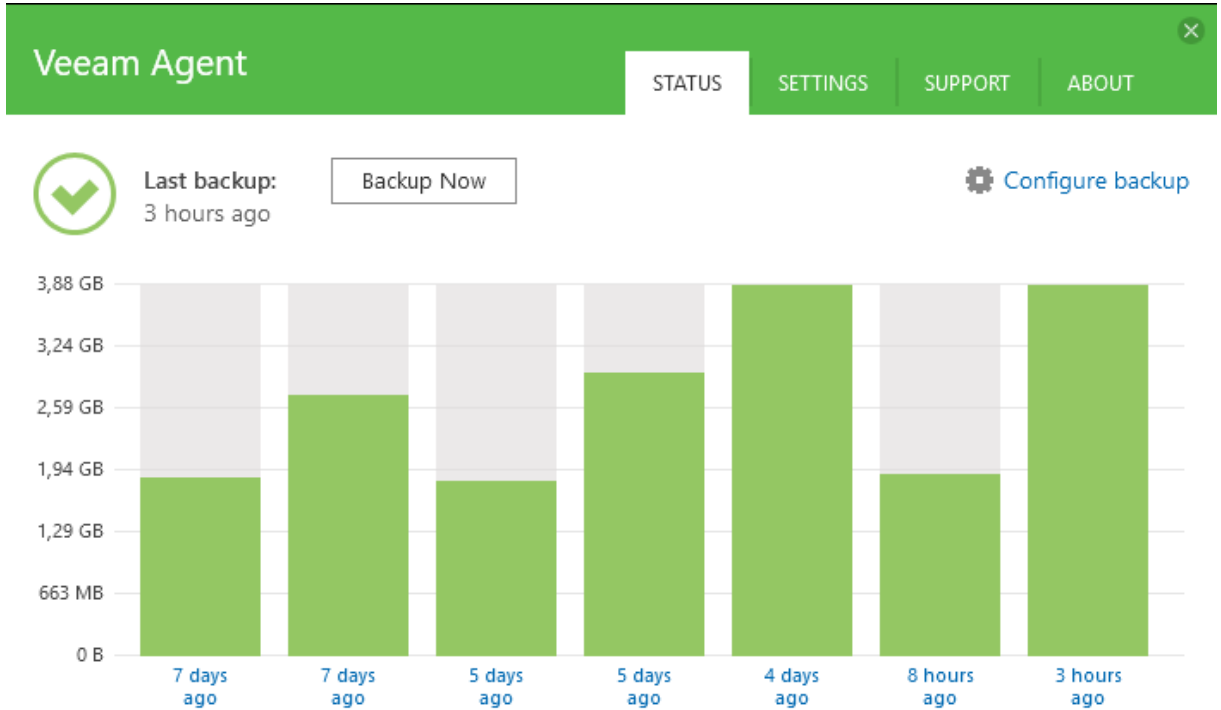 Veeam Agent
STATUS SETTINGS SUPPORT ABOUT
Last backup:
3 hours ago
Backup Now
Configure backup
3,88 GB
3,24 GB
2,59 GB
1,94 GB
1,29 GB
663 MB
0 B
7 days ago
7 days ago
5 days ago
5 days ago
4 days ago
8 hours ago
3 hours ago